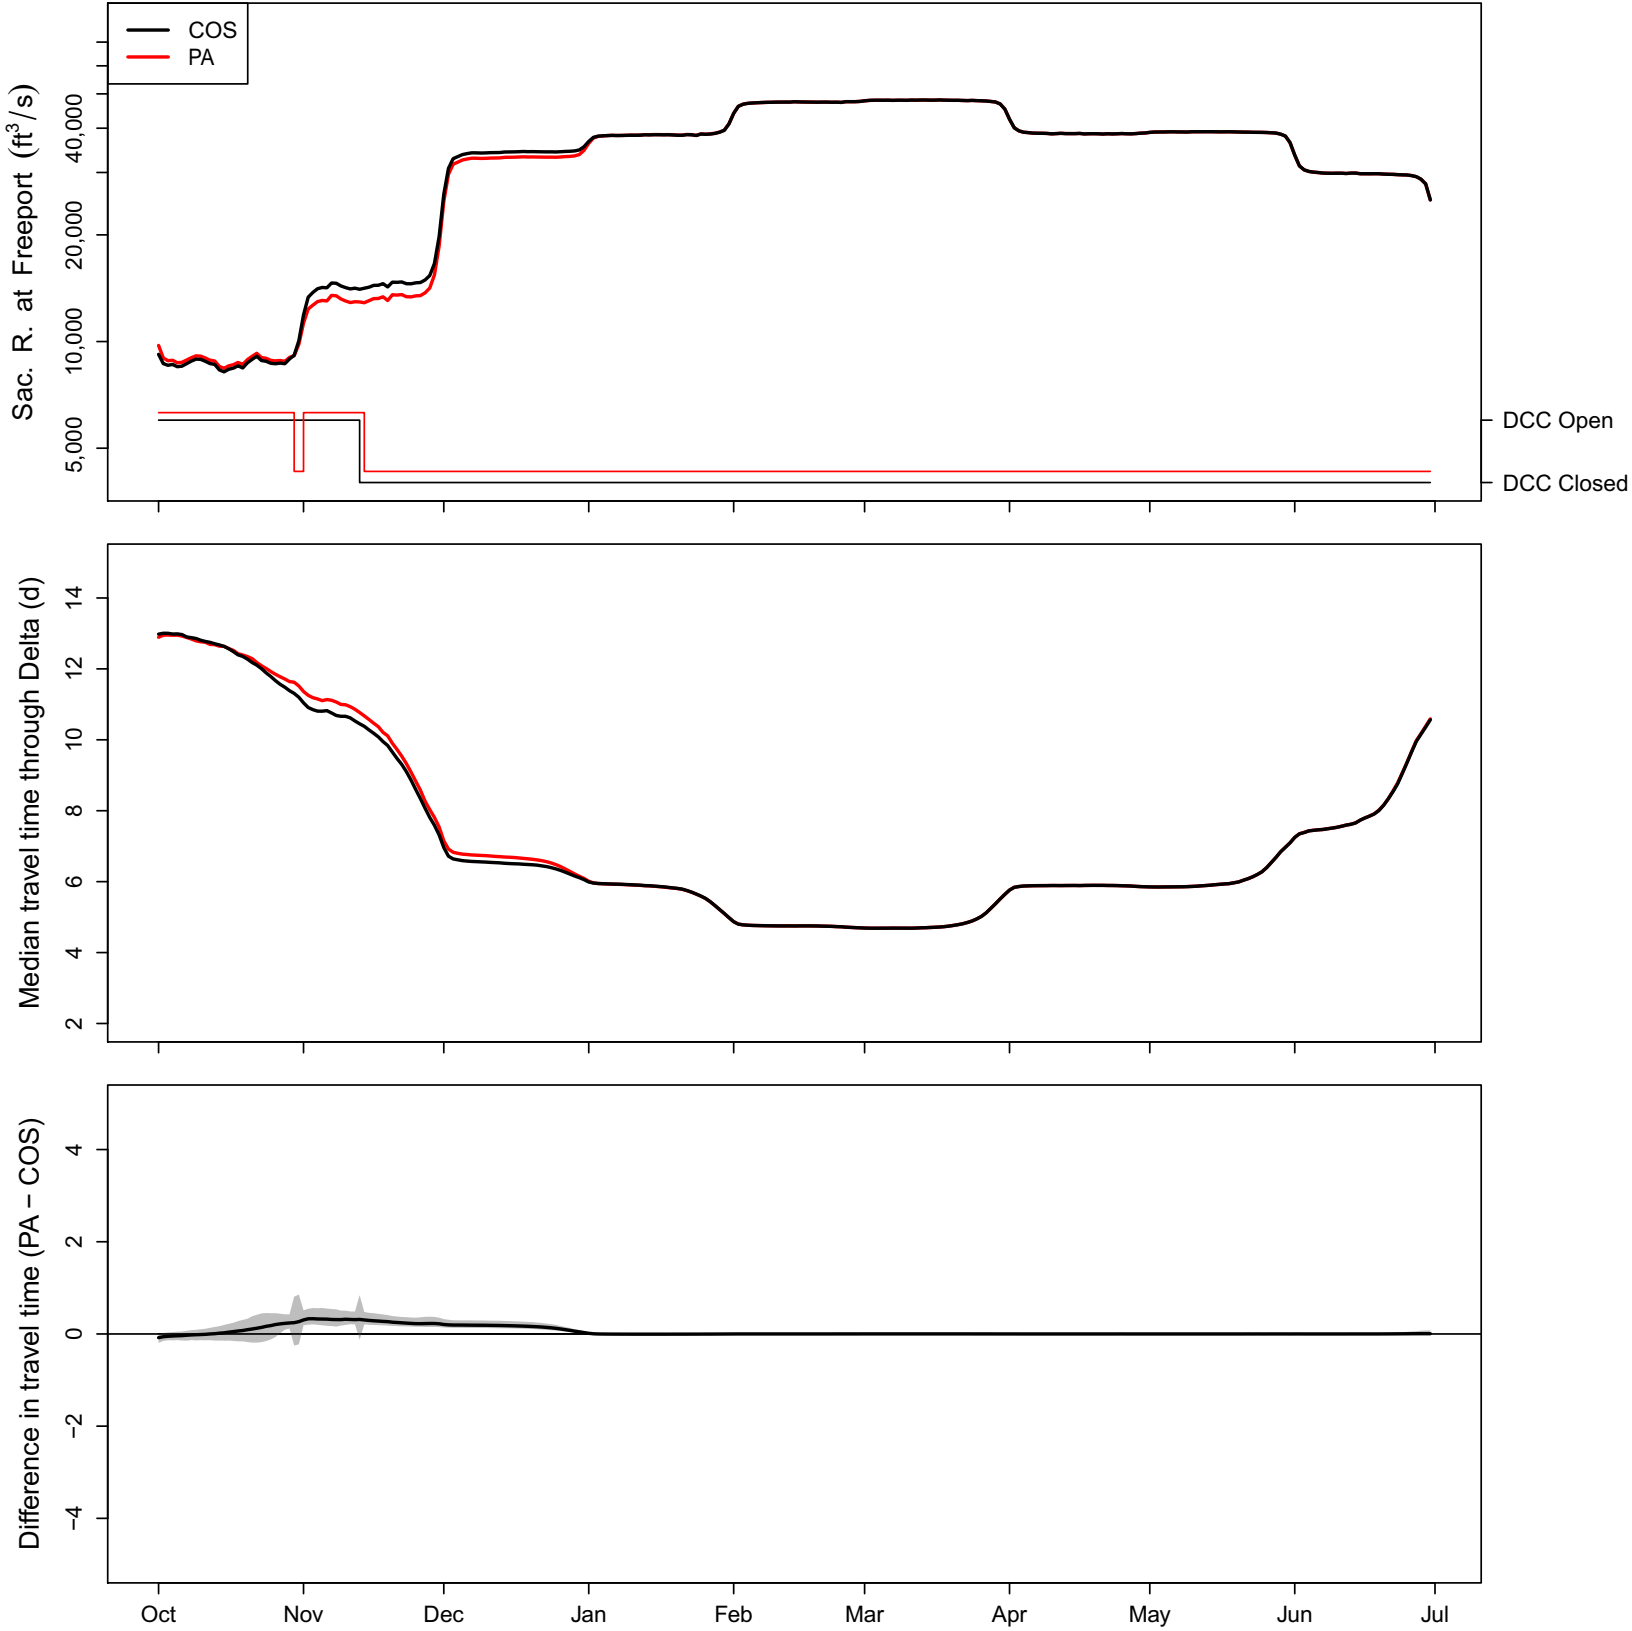 COS
PA
Sac. R. at Freeport (ft³/s)
40,000
20,000
10,000
5,000
DCC Open
DCC Closed
Median travel time through Delta (d)
14
12
10
8
6
4
2
Difference in travel time (PA − COS)
4
2
0
−2
−4
Oct Nov Dec Jan Feb Mar Apr May Jun Jul